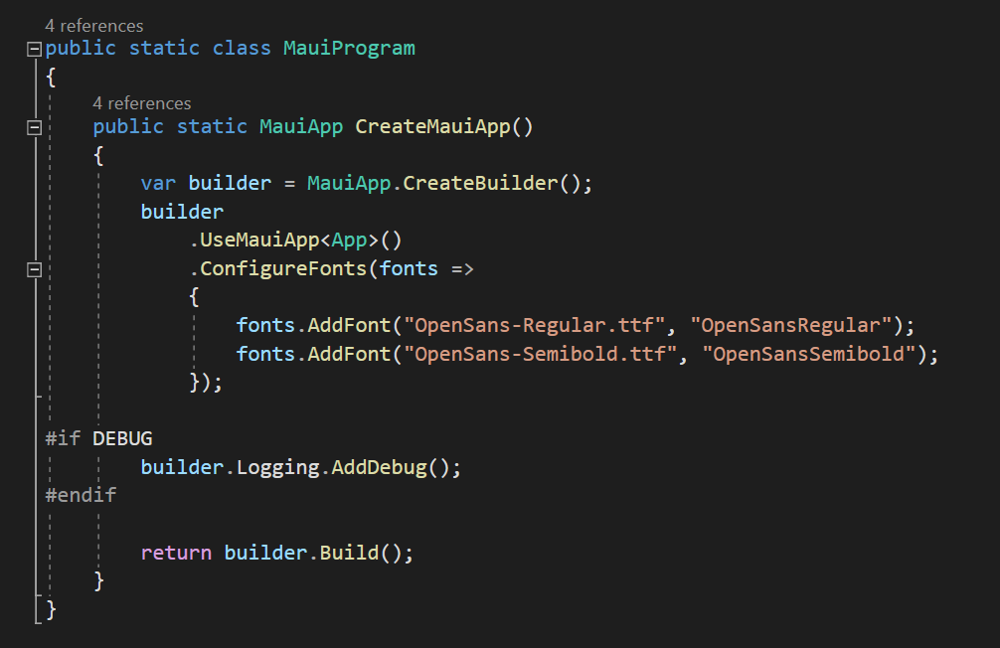 4 references
public static class MauiProgram
{
4 references
public static MauiApp CreateMauiApp()
{
var builder = MauiApp.CreateBuilder();
builder
.UseMauiApp<App>()
.ConfigureFonts(fonts =>
{
fonts.AddFont("OpenSans-Regular.ttf", "OpenSansRegular");
fonts.AddFont("OpenSans-Semibold.ttf", "OpenSansSemibold");
});
#if DEBUG
builder.Logging.AddDebug();
#endif
return builder.Build();
}
}